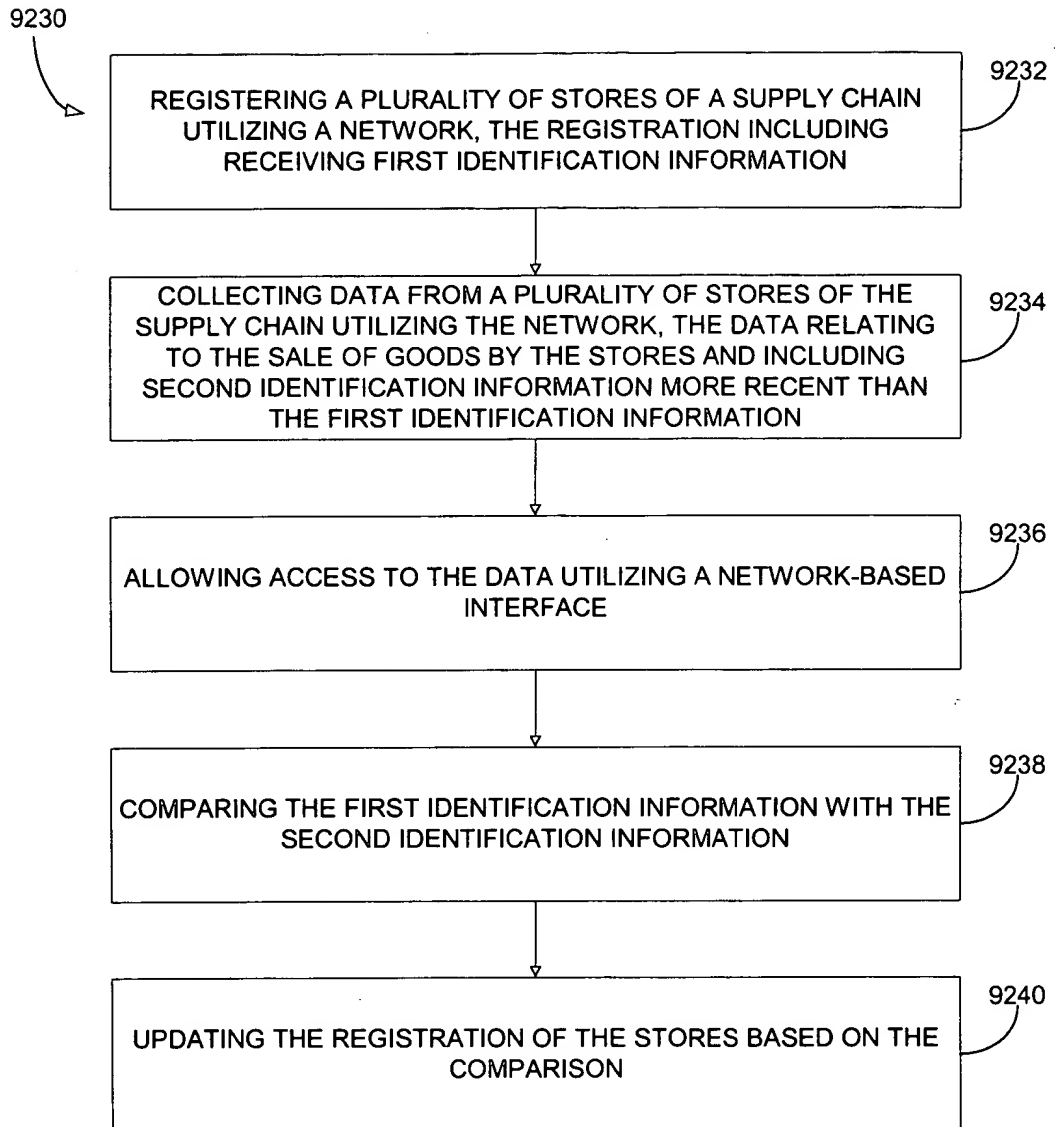 9230
9232
REGISTERING A PLURALITY OF STORES OF A SUPPLY CHAIN
UTILIZING A NETWORK, THE REGISTRATION INCLUDING
RECEIVING FIRST IDENTIFICATION INFORMATION
9234
COLLECTING DATA FROM A PLURALITY OF STORES OF THE
SUPPLY CHAIN UTILIZING THE NETWORK, THE DATA RELATING
TO THE SALE OF GOODS BY THE STORES AND INCLUDING
SECOND IDENTIFICATION INFORMATION MORE RECENT THAN
THE FIRST IDENTIFICATION INFORMATION
9236
ALLOWING ACCESS TO THE DATA UTILIZING A NETWORK-BASED
INTERFACE
9238
COMPARING THE FIRST IDENTIFICATION INFORMATION WITH THE
SECOND IDENTIFICATION INFORMATION
9240
UPDATING THE REGISTRATION OF THE STORES BASED ON THE
COMPARISON